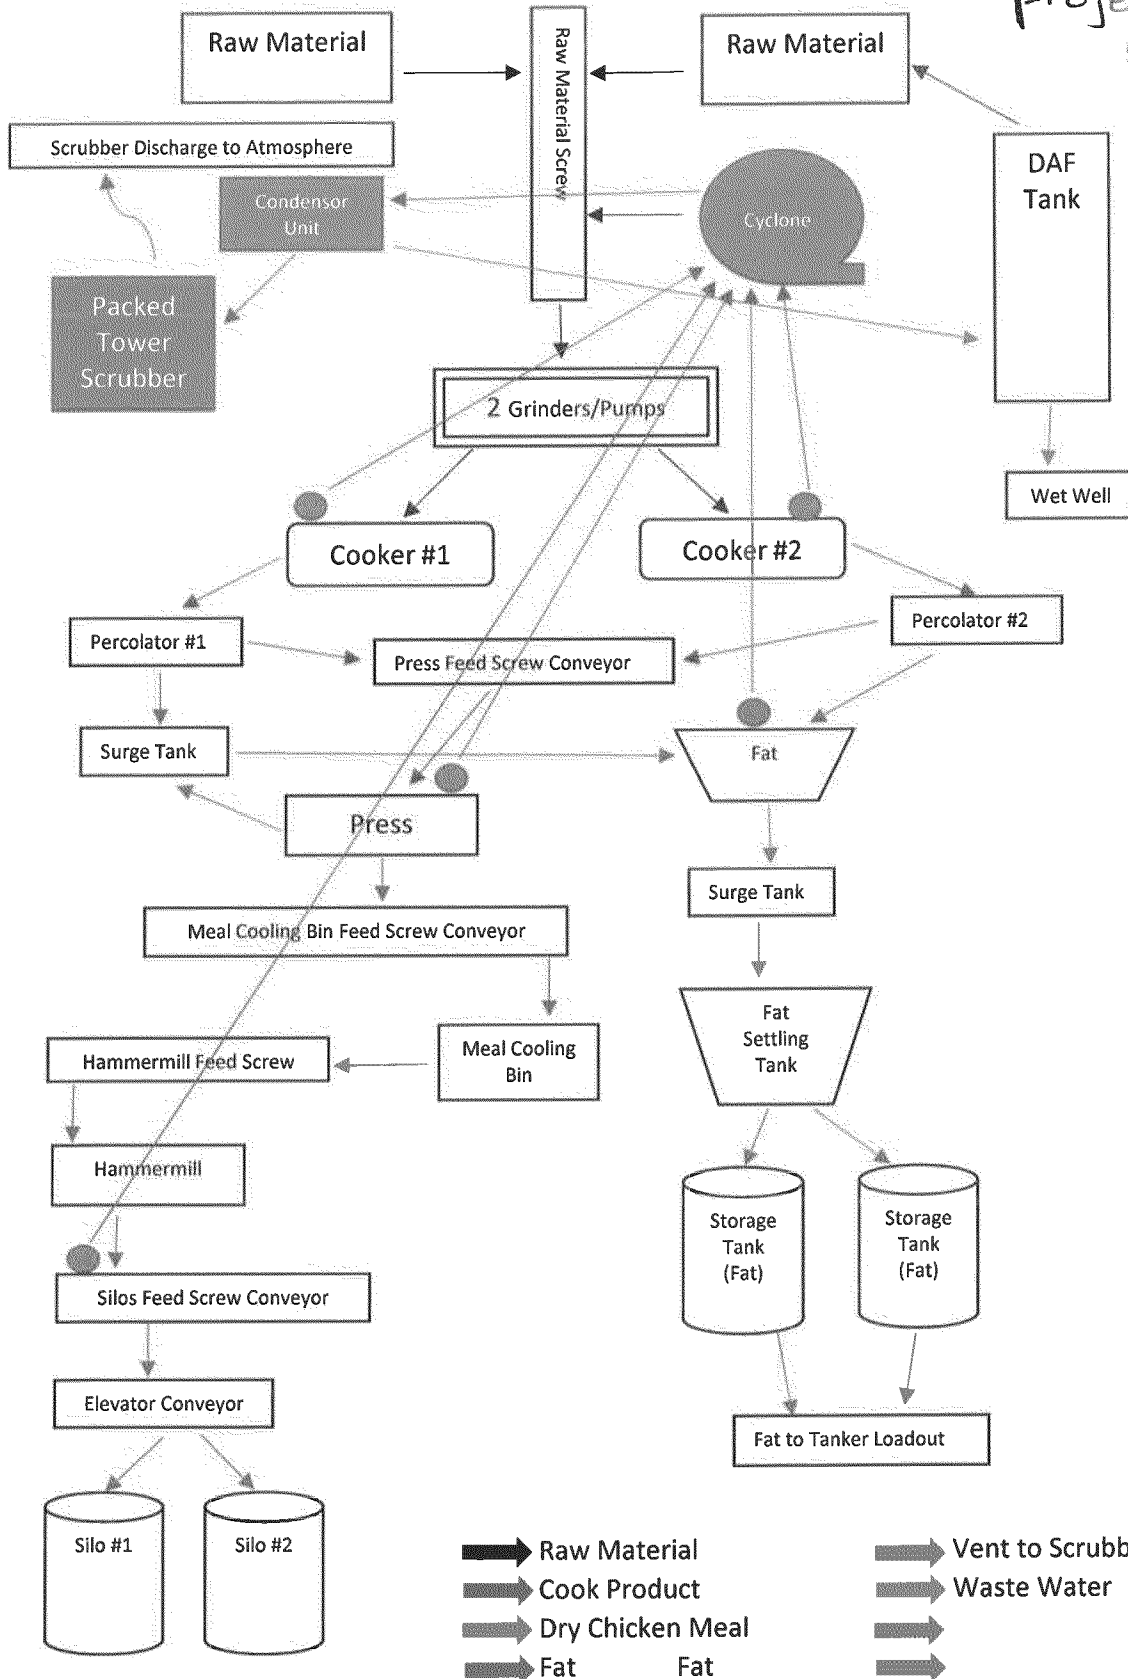 Raw Material
Raw Material Screw
Raw Material
Scrubber Discharge to Atmosphere
DAF
Tank
Condensor
Unit
Cyclone
Packed
Tower
Scrubber
2 Grinders/Pumps
Wet Well
Cooker #1
Cooker #2
Percolator #1
Press Feed Screw Conveyor
Percolator #2
Surge Tank
Fat
Press
Surge Tank
Meal Cooling Bin Feed Screw Conveyor
Fat
Settling
Tank
Hammermill Feed Screw
Meal Cooling
Bin
Hammermill
Storage
Tank
(Fat)
Storage
Tank
(Fat)
Silos Feed Screw Conveyor
Elevator Conveyor
Fat to Tanker Loadout
Silo #1
Silo #2
Raw Material
Cook Product
Dry Chicken Meal
Fat Fat
Vent to Scrubb
Waste Water